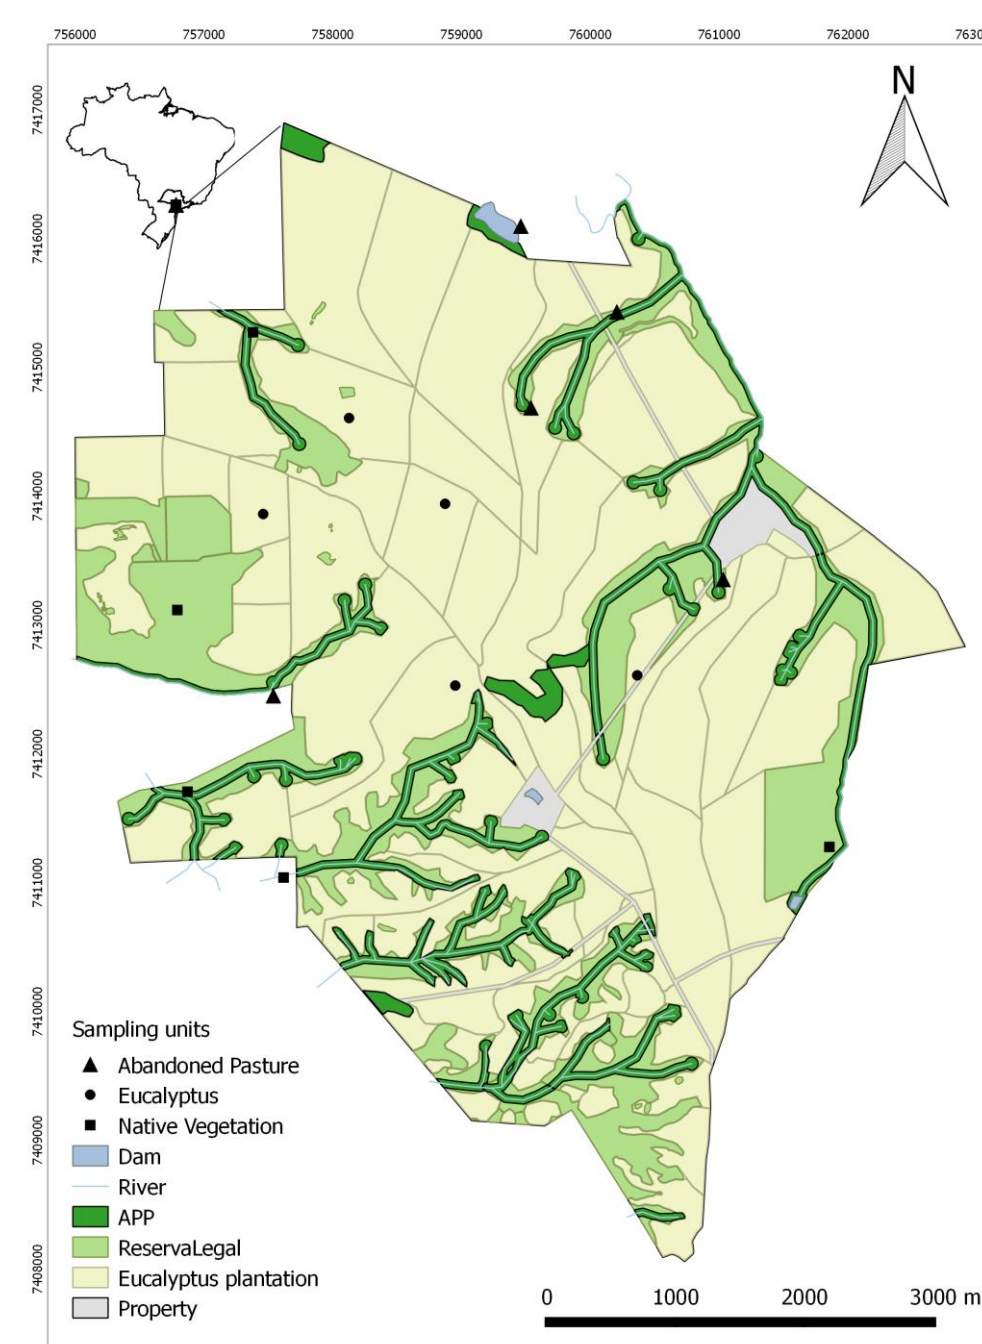 756000 757000 758000 759000 760000 761000 762000 7630
N
7417000
7416000
7415000
7414000
7413000
7412000
7411000
7410000
7409000
7408000
Sampling units
Abandoned Pasture
Eucalyptus
Native Vegetation
Dam
River
APP
ReservaLegal
Eucalyptus plantation
Property
0 1000 2000 3000 m